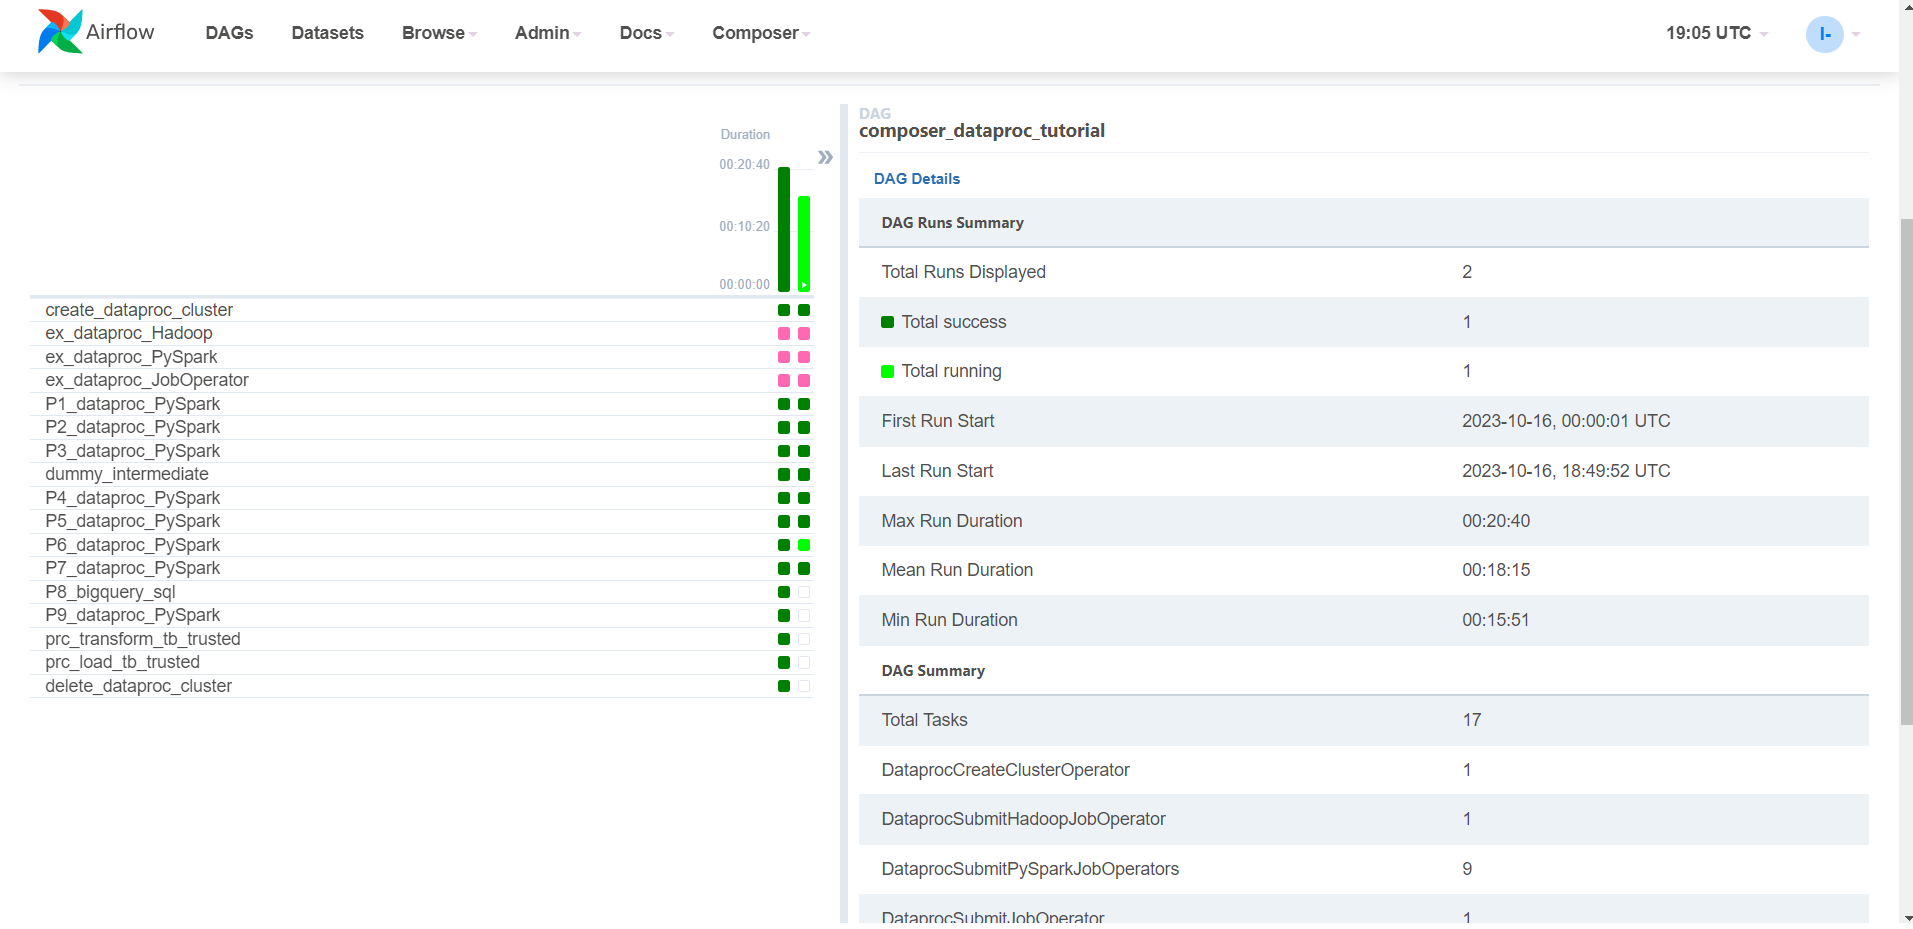 Airflow DAGs Datasets Browse Admin Docs Composer 19:05 UTC I-
Duration
00:20:40
00:10:20
00:00:00
create_dataproc_cluster
ex_dataproc_Hadoop
ex_dataproc_PySpark
ex_dataproc_JobOperator
P1_dataproc_PySpark
P2_dataproc_PySpark
P3_dataproc_PySpark
dummy_intermediate
P4_dataproc_PySpark
P5_dataproc_PySpark
P6_dataproc_PySpark
P7_dataproc_PySpark
P8_bigquery_sql
P9_dataproc_PySpark
prc_transform_tb_trusted
prc_load_tb_trusted
delete_dataproc_cluster
DAG
composer_dataproc_tutorial
DAG Details
DAG Runs Summary
Total Runs Displayed 2
Total success 1
Total running 1
First Run Start 2023-10-16, 00:00:01 UTC
Last Run Start 2023-10-16, 18:49:52 UTC
Max Run Duration 00:20:40
Mean Run Duration 00:18:15
Min Run Duration 00:15:51
DAG Summary
Total Tasks 17
DataprocCreateClusterOperator 1
DataprocSubmitHadoopJobOperator 1
DataprocSubmitPySparkJobOperators 9
DataprocSubmitJobOperator 1